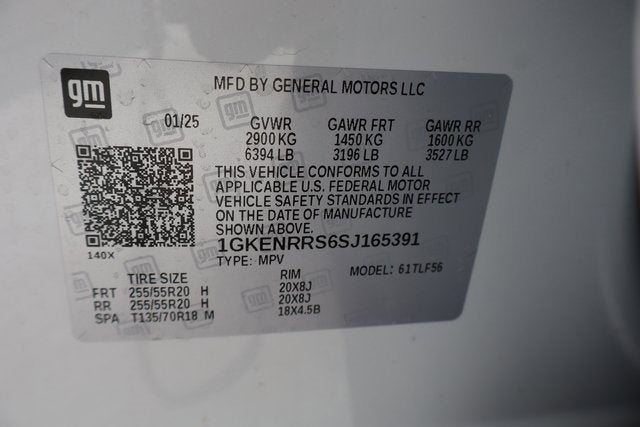 gm
MFD BY GENERAL MOTORS LLC
01/25 GVWR GAWR FRT GAWR RR
2900 KG 1450 KG 1600 KG
6394 LB 3196 LB 3527 LB
THIS VEHICLE CONFORMS TO ALL
APPLICABLE U.S. FEDERAL MOTOR
VEHICLE SAFETY STANDARDS IN EFFECT
ON THE DATE OF MANUFACTURE
SHOWN ABOVE.
1GKENRRS6SJ165391
140X
TYPE: MPV MODEL: 61TLF56
TIRE SIZE RIM
FRT 255/55R20 H 20X8J
RR 255/55R20 H 20X8J
SPA T135/70R18 M 18X4.5B